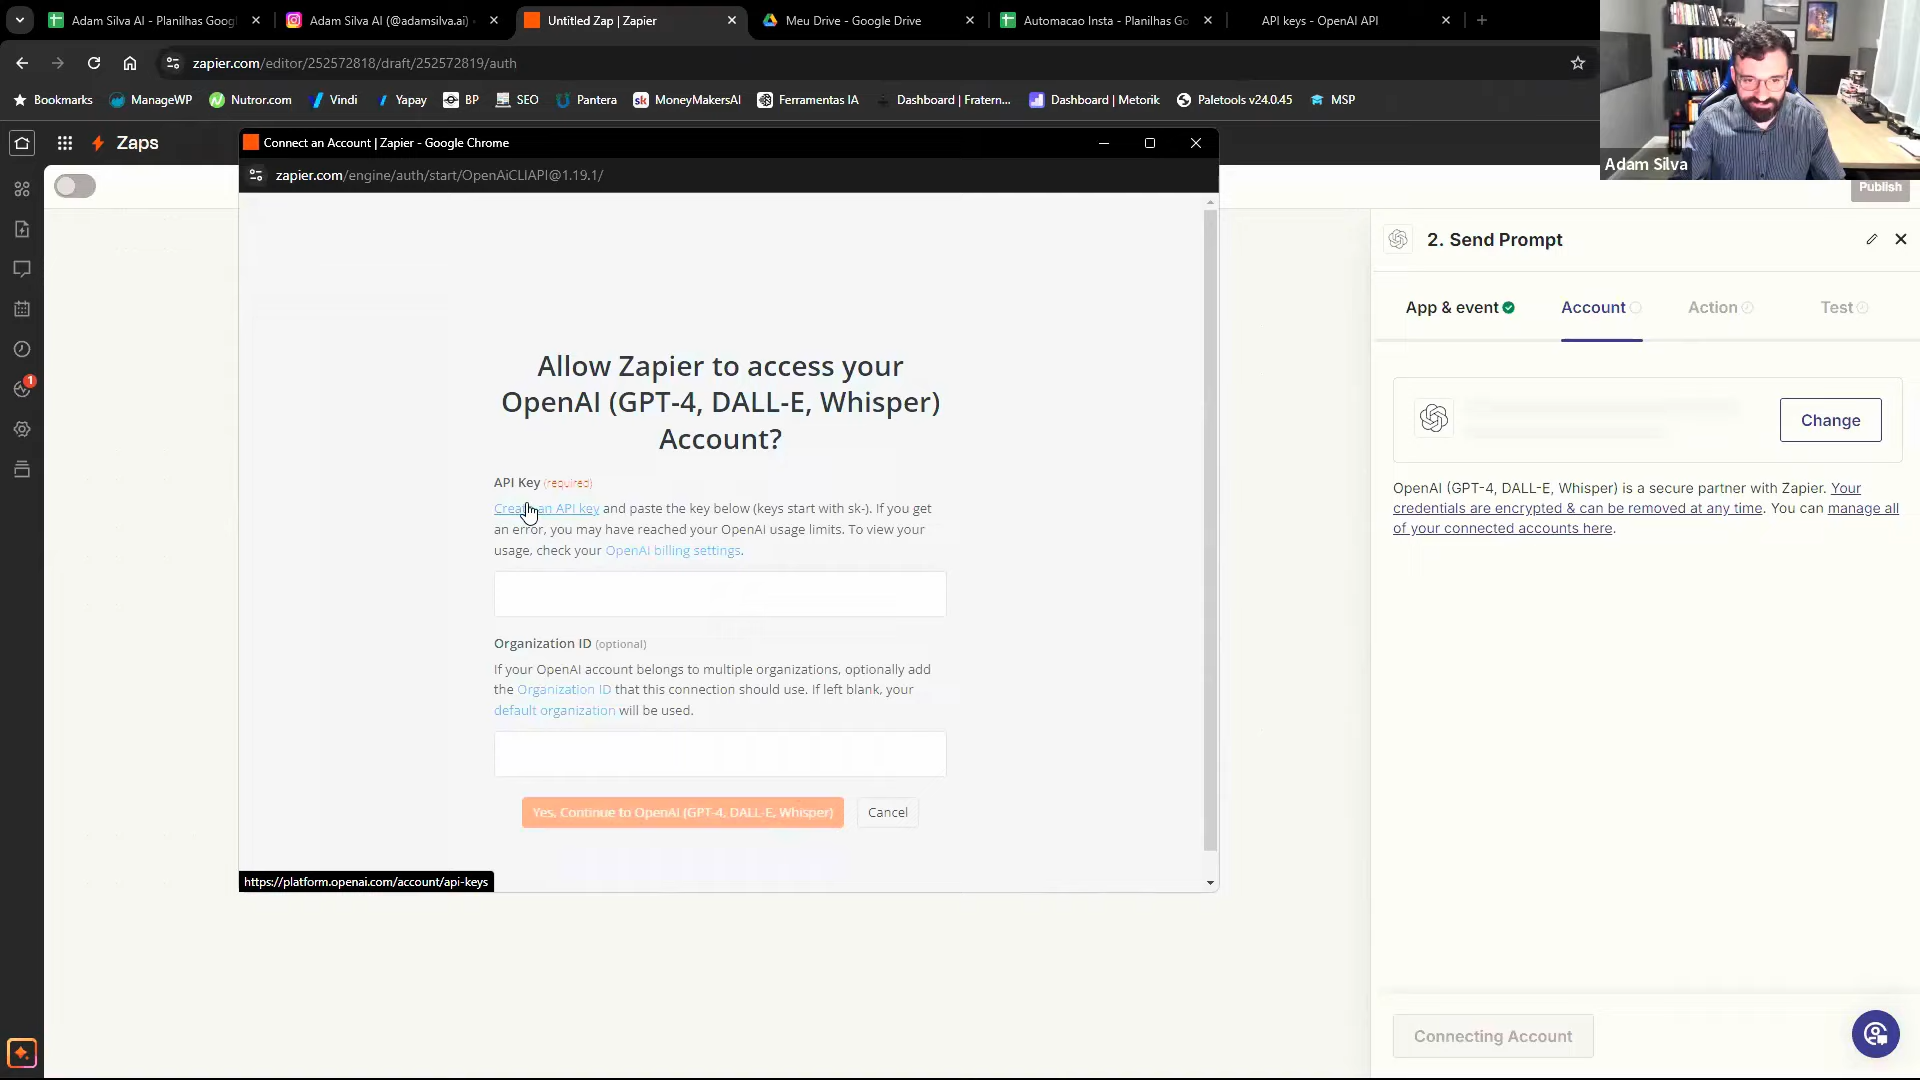 Adam Silva AI - Planilhas Goog
Adam Silva AI (@adamsilva.ai) -
Untitled Zap | Zapier
Meu Drive - Google Drive
Automacao Insta - Planilhas Go
API keys - OpenAI API
zapier.com/editor/252572818/draft/252572819/auth
Bookmarks
ManageWP
Nutror.com
Vindi
Yapay
BP
SEO
Pantera
sk MoneyMakersAI
Ferramentas IA
Dashboard | Fratern...
Dashboard | Metorik
Paletools v24.0.45
MSP
Adam Silva
Zaps
Connect an Account | Zapier - Google Chrome
zapier.com/engine/auth/start/OpenAiCLIAPI@1.19.1/
Publish
1
Allow Zapier to access your
OpenAI (GPT-4, DALL-E, Whisper)
Account?
API Key (required)
Create an API key and paste the key below (keys start with sk-). If you get
an error, you may have reached your OpenAI usage limits. To view your
usage, check your OpenAI billing settings.
Organization ID (optional)
If your OpenAI account belongs to multiple organizations, optionally add
the Organization ID that this connection should use. If left blank, your
default organization will be used.
Yes, Continue to OpenAI (GPT-4, DALL-E, Whisper)
Cancel
https://platform.openai.com/account/api-keys
2. Send Prompt
App & event
Account
Action
Test
Change
OpenAI (GPT-4, DALL-E, Whisper) is a secure partner with Zapier. Your
credentials are encrypted & can be removed at any time. You can manage all
of your connected accounts here.
Connecting Account